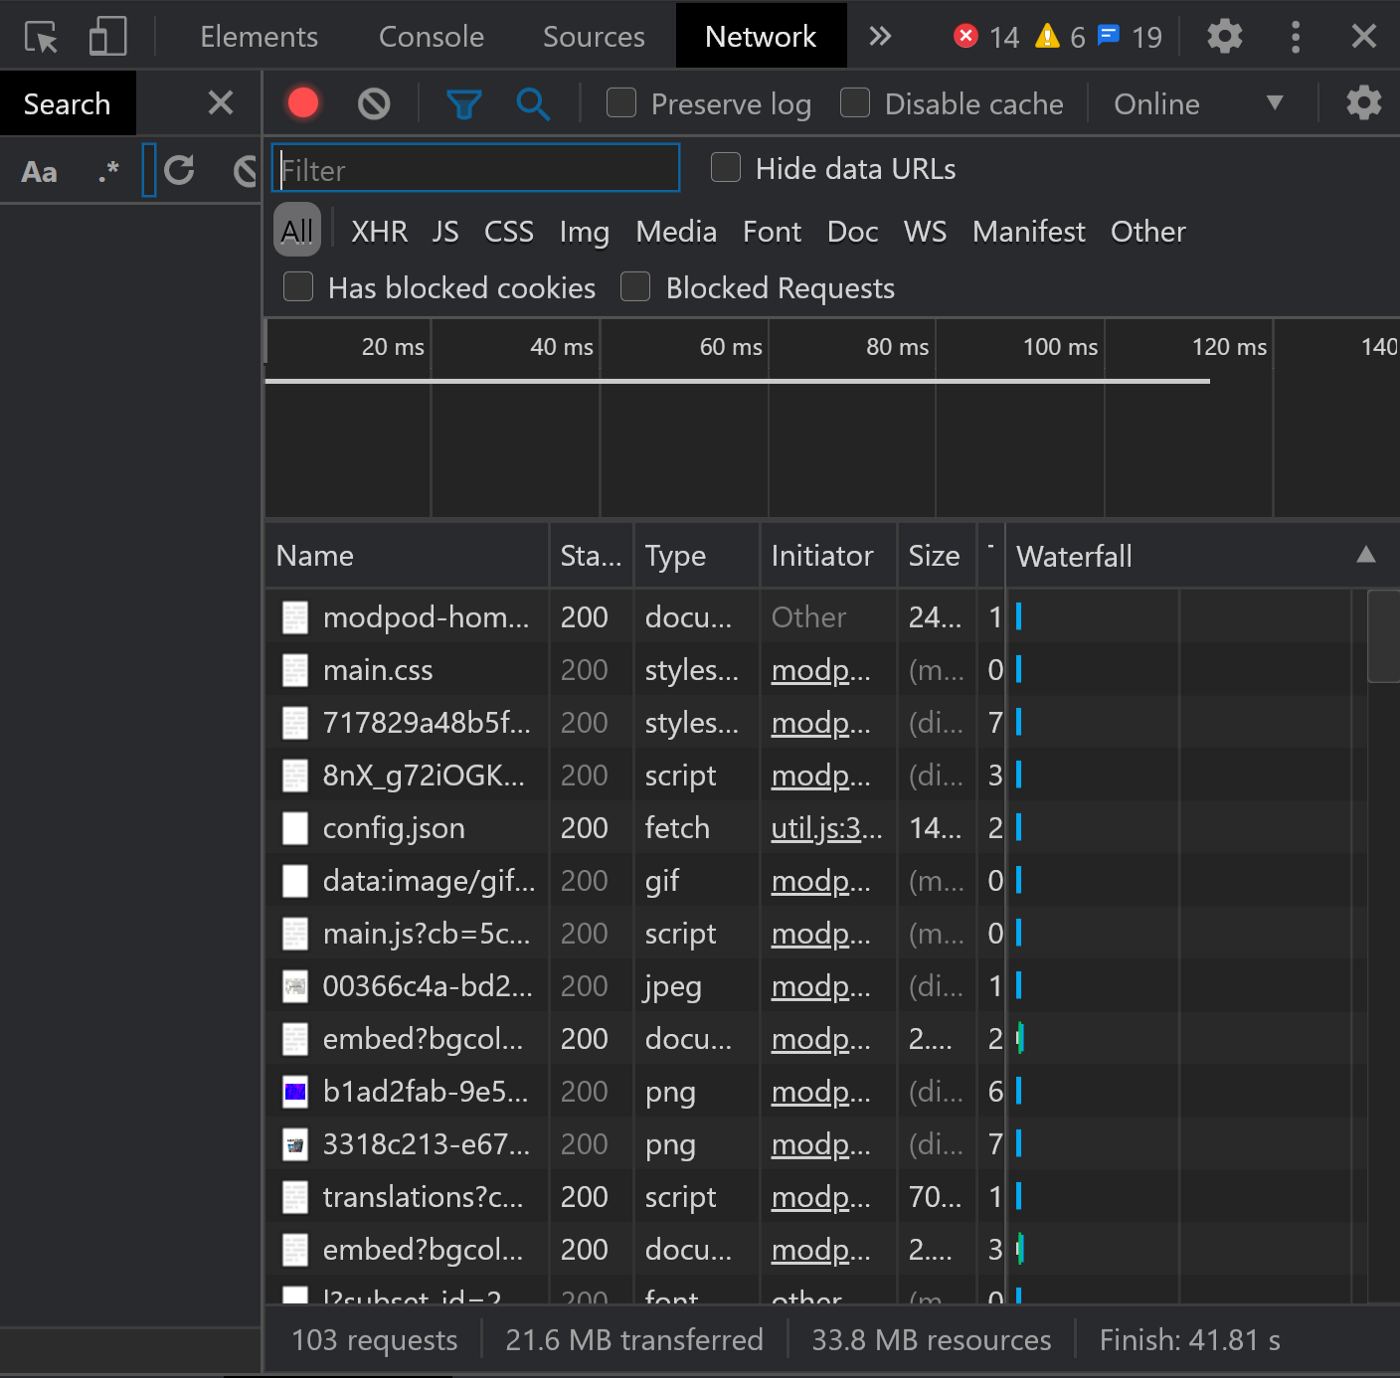 Elements Console Sources Network » 14 6 19
Search Preserve log Disable cache Online
Aa .* Filter Hide data URLs
All XHR JS CSS Img Media Font Doc WS Manifest Other
Has blocked cookies Blocked Requests
20 ms 40 ms 60 ms 80 ms 100 ms 120 ms 140
Name Sta... Type Initiator Size Waterfall
modpod-hom... 200 docu... Other 24... 1
main.css 200 styles... modp... (m... 0
717829a48b5f... 200 styles... modp... (di... 7
8nX_g72iOGK... 200 script modp... (di... 3
config.json 200 fetch util.js:3... 14... 2
data:image/gif... 200 gif modp... (m... 0
main.js?cb=5c... 200 script modp... (m... 0
00366c4a-bd2... 200 jpeg modp... (di... 1
embed?bgcol... 200 docu... modp... 2.... 2
b1ad2fab-9e5... 200 png modp... (di... 6
3318c213-e67... 200 png modp... (di... 7
translations?c... 200 script modp... 70... 1
embed?bgcol... 200 docu... modp... 2.... 3
l?subset_id=2 200 font other (m 0
103 requests 21.6 MB transferred 33.8 MB resources Finish: 41.81 s